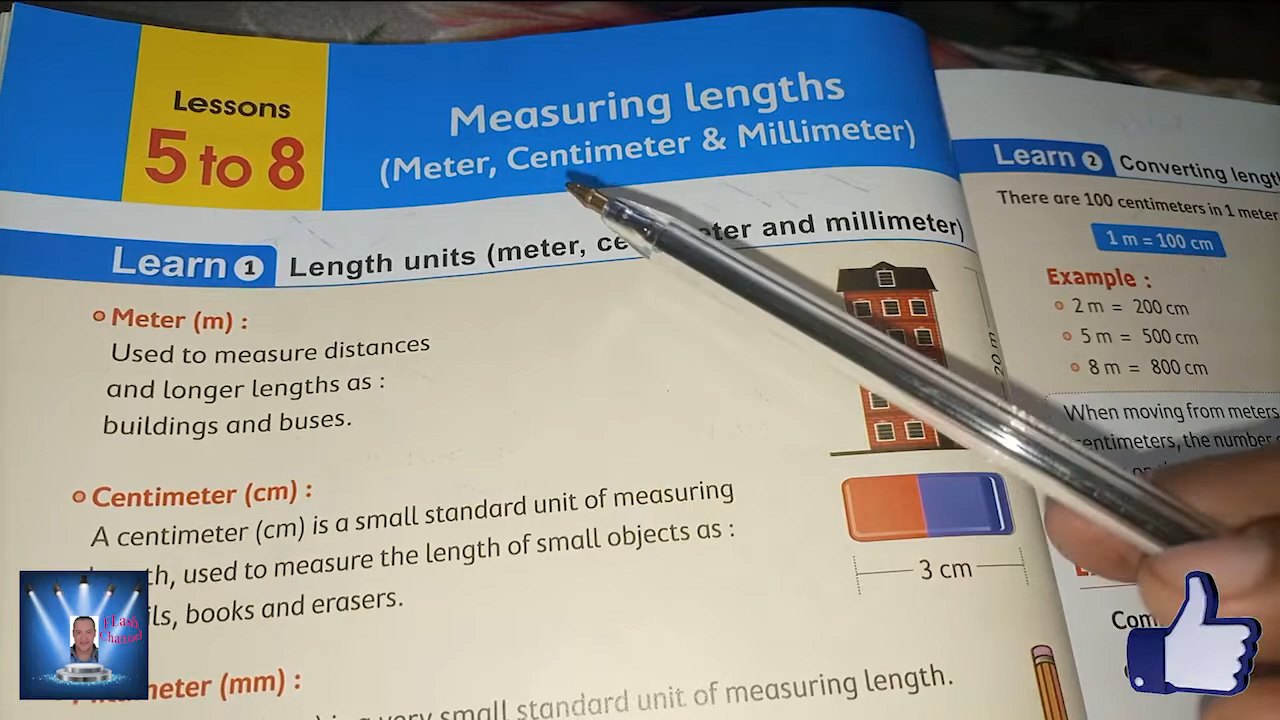 Lessons
5 to 8
Measuring lengths
(Meter, Centimeter & Millimeter)
Learn 1 Length units (meter, ce ter and millimeter)
Meter (m) :
Used to measure distances
and longer lengths as :
buildings and buses.
20 m
Centimeter (cm) :
A centimeter (cm) is a small standard unit of measuring
used to measure the length of small objects as :
books and erasers.
3 cm
meter (mm) :
very small standard unit of measuring length.
Learn 2 Converting
There are 100 centimeters in 1 meter
1 m = 100 cm
Example :
2 m = 200 cm
5 m = 500 cm
8 m = 800 cm
When moving from meters
centimeters, the number
FLash
Channel